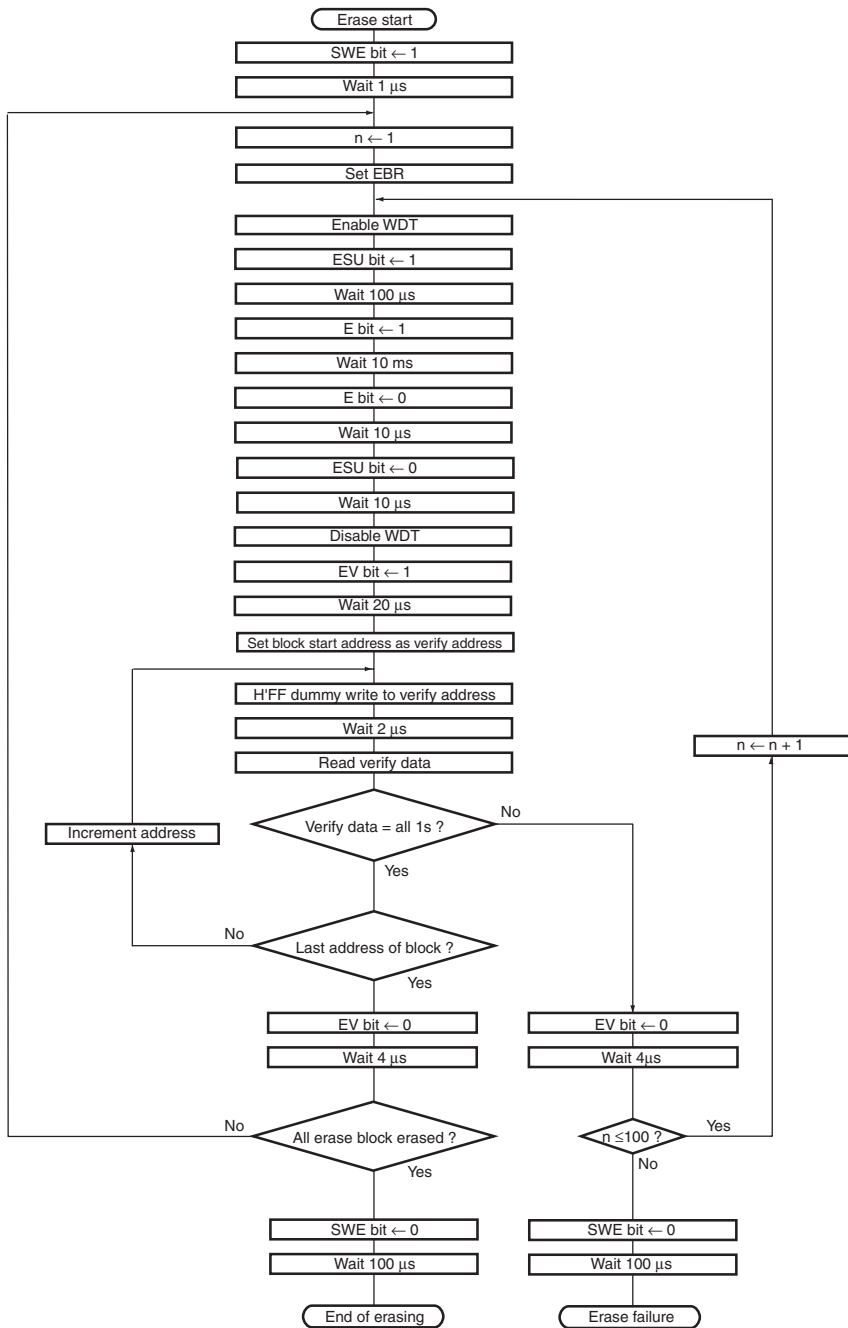 Erase start
SWE bit ← 1
Wait 1 μs
n ← 1
Set EBR
Enable WDT
ESU bit ← 1
Wait 100 μs
E bit ← 1
Wait 10 ms
E bit ← 0
Wait 10 μs
ESU bit ← 0
Wait 10 μs
Disable WDT
EV bit ← 1
Wait 20 μs
Set block start address as verify address
H'FF dummy write to verify address
Wait 2 μs
n ← n + 1
Read verify data
No
Increment address
Verify data = all 1s ?
Yes
No
Last address of block ?
Yes
EV bit ← 0
EV bit ← 0
Wait 4 μs
Wait 4μs
No
All erase block erased ?
Yes
n ≤100 ?
Yes
No
SWE bit ← 0
SWE bit ← 0
Wait 100 μs
Wait 100 μs
End of erasing
Erase failure